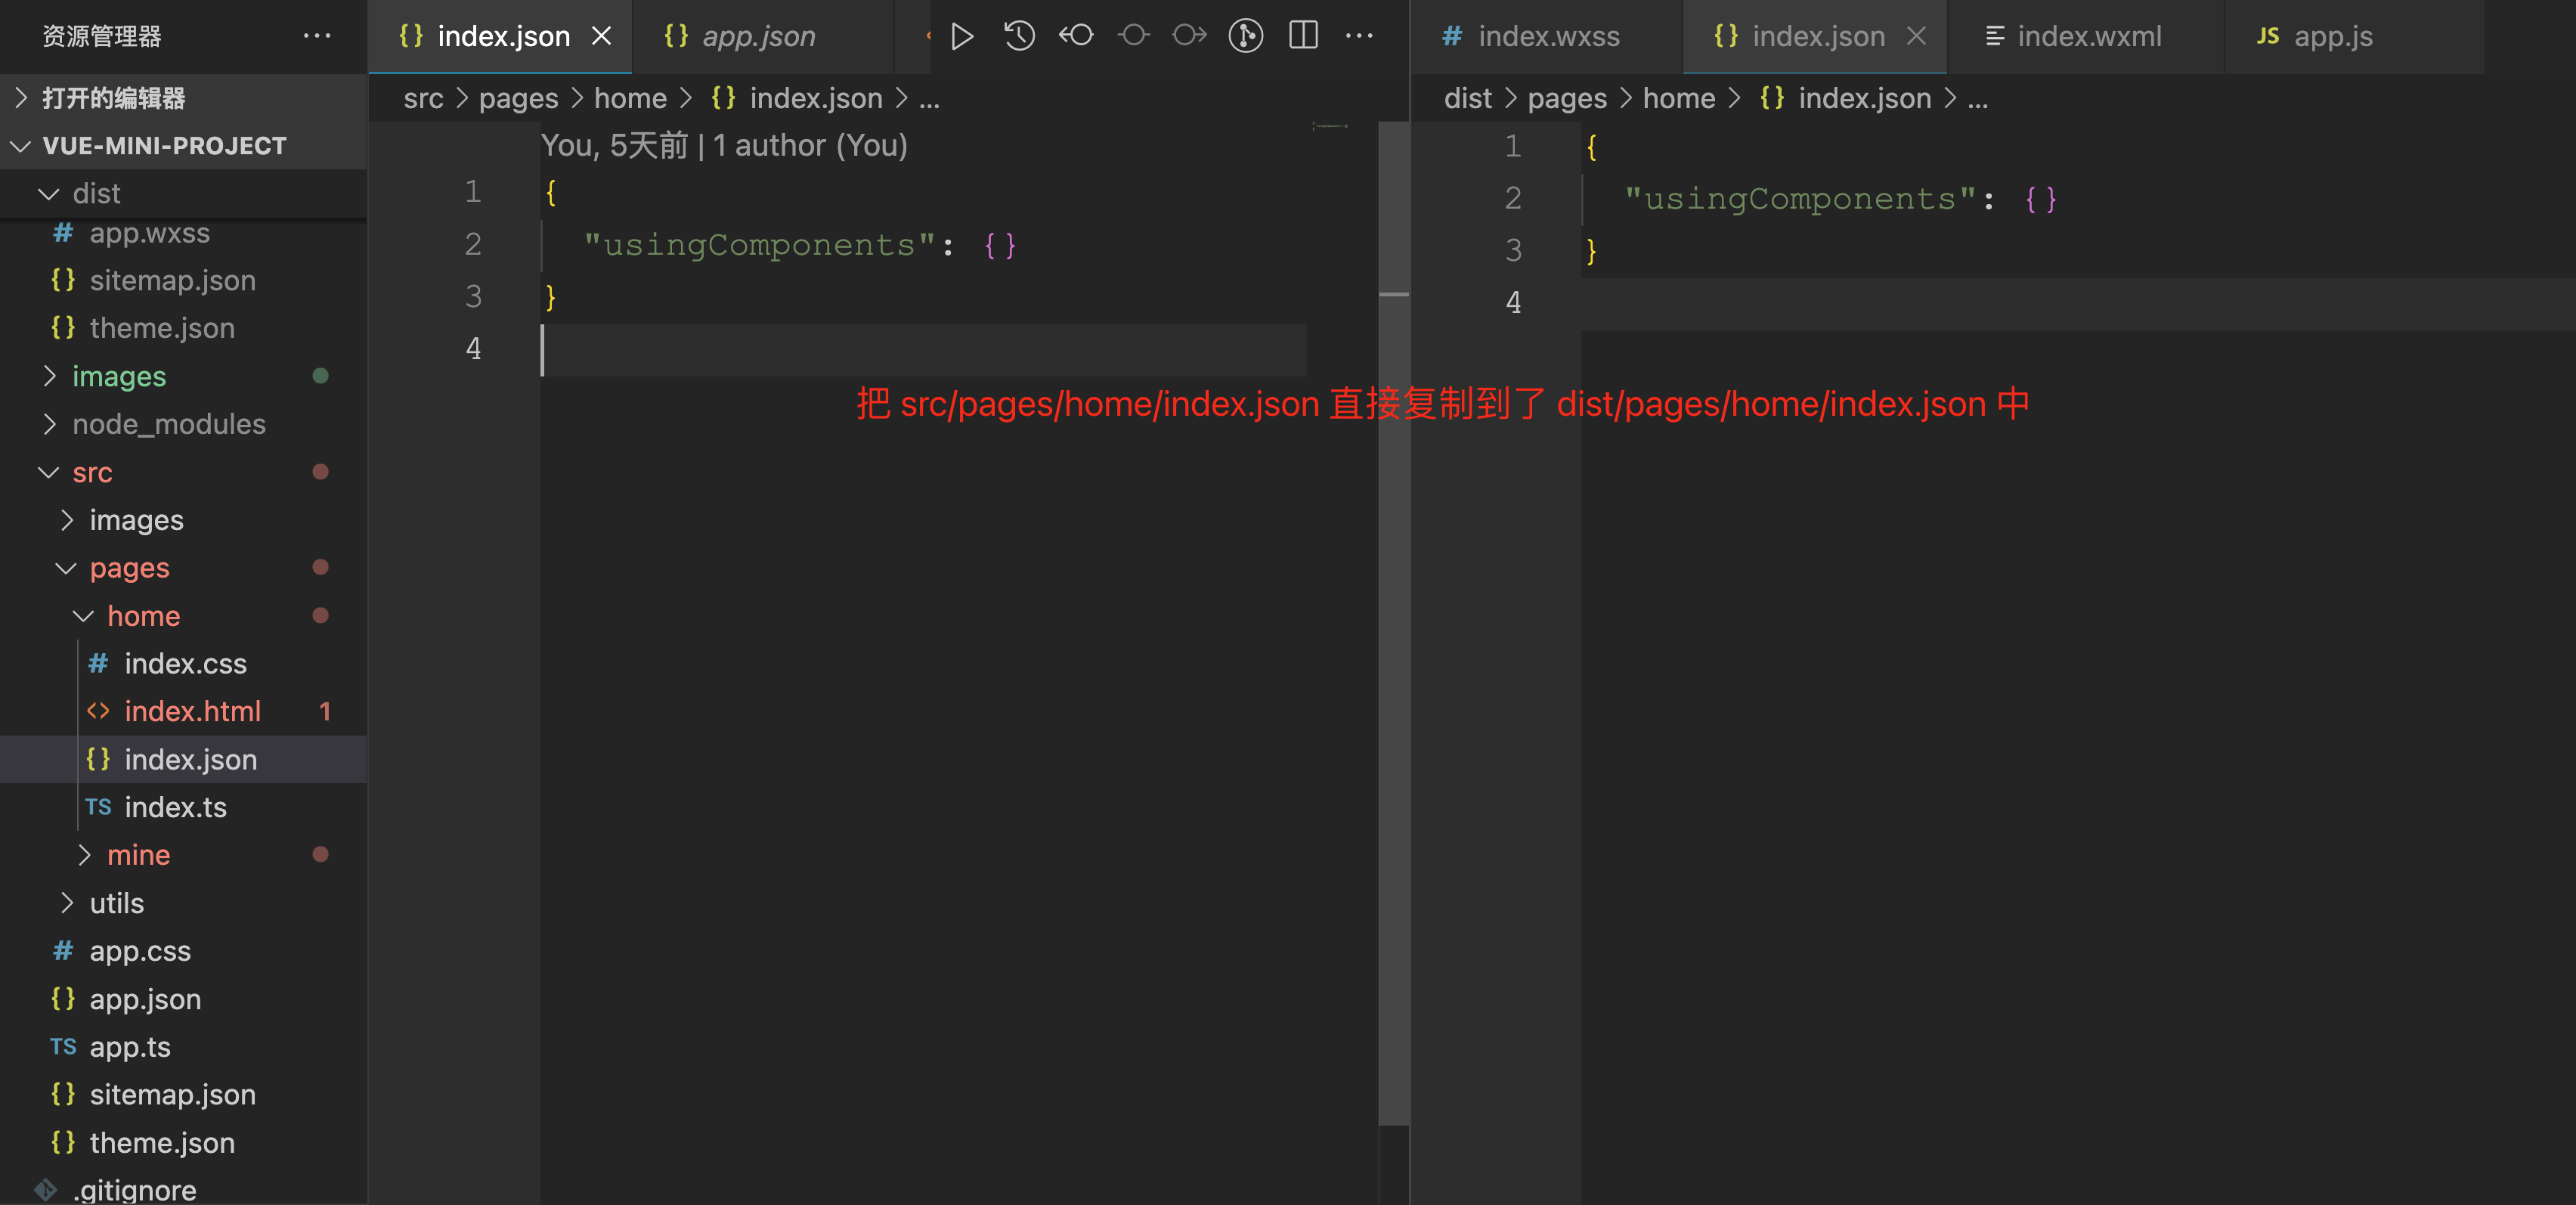 资源管理器
打开的编辑器
VUE-MINI-PROJECT
dist
app.wxss
sitemap.json
theme.json
images
node_modules
src
images
pages
home
index.css
index.html 1
index.json
index.ts
mine
utils
app.css
app.json
app.ts
sitemap.json
theme.json
.gitignore
index.json
app.json
src > pages > home > {} index.json > ...
You, 5天前 | 1 author (You)
1 {
2 "usingComponents": {}
3 }
4
index.wxss
index.json
index.wxml
JS app.js
dist > pages > home > {} index.json > ...
1 {
2 "usingComponents": {}
3 }
4
把 src/pages/home/index.json 直接复制到了 dist/pages/home/index.json 中